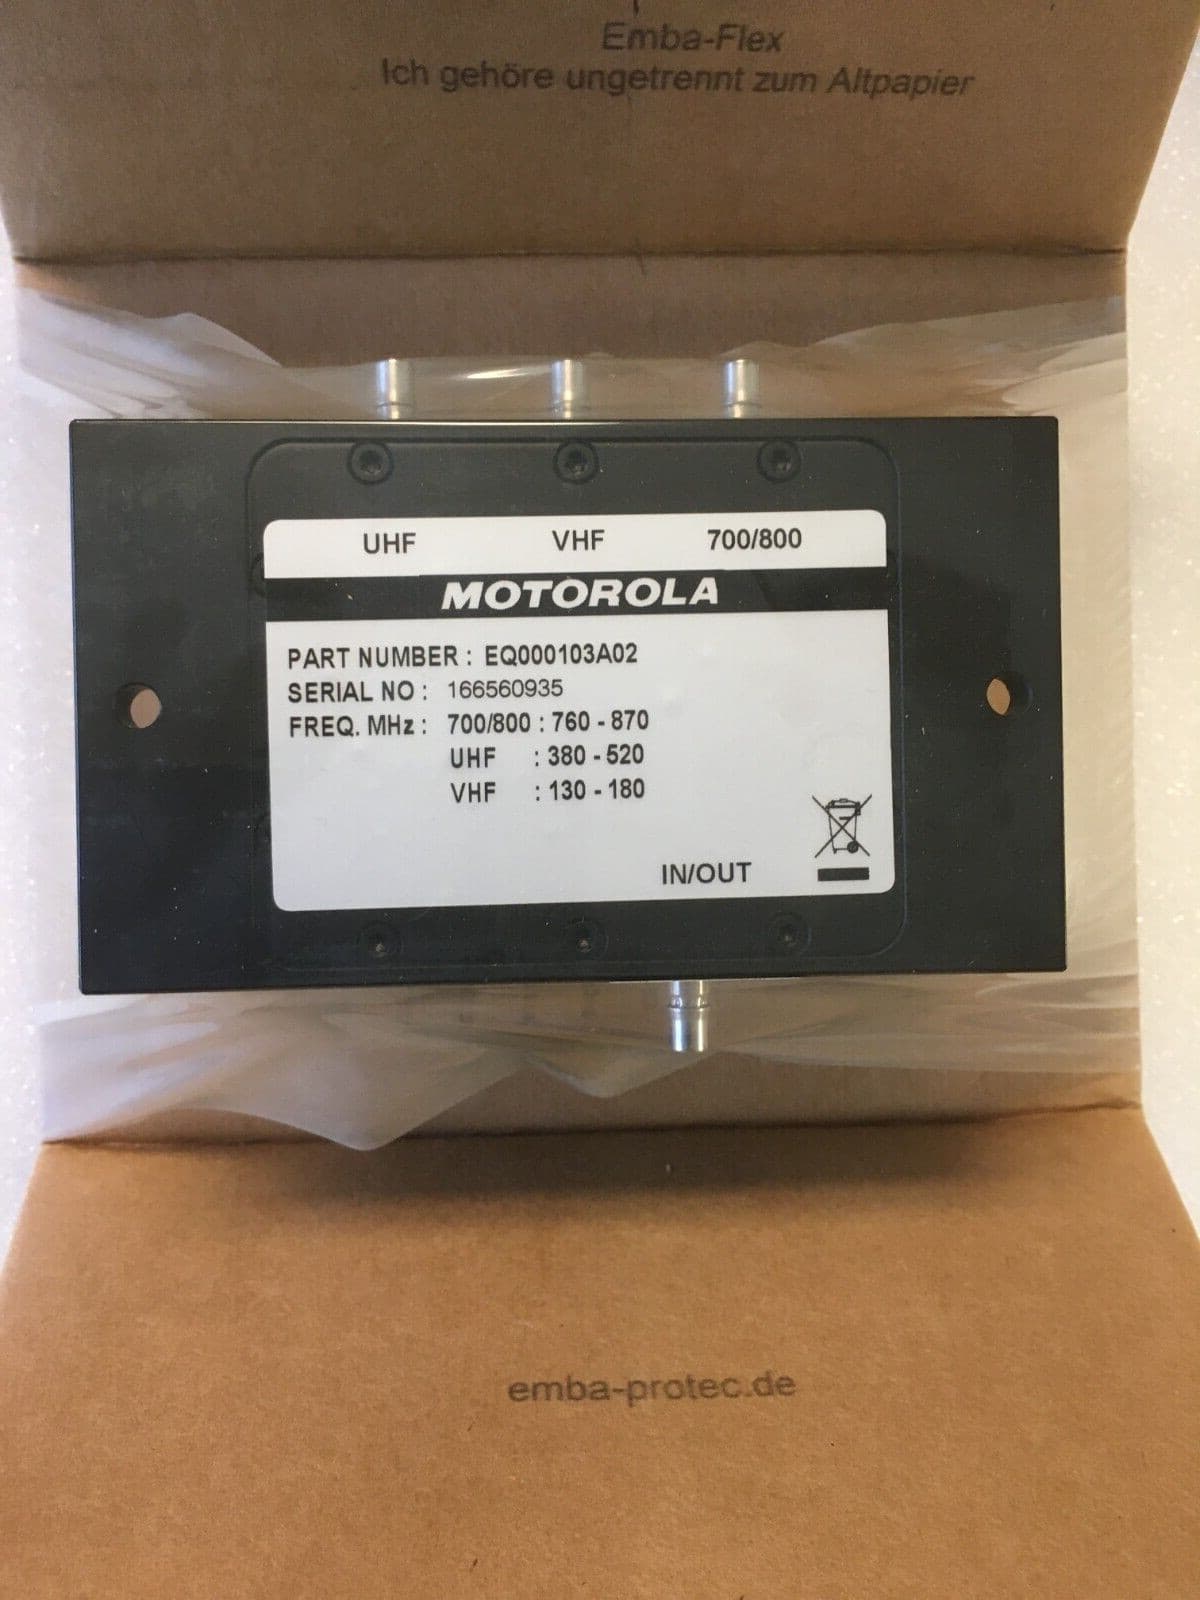 Emba-Flex
Ich gehöre ungetrennt zum Altpapier
UHF VHF 700/800
MOTOROLA
PART NUMBER : EQ000103A02
SERIAL NO : 166560935
FREQ. MHz : 700/800 : 760 - 870
UHF : 380 - 520
VHF : 130 - 180
IN/OUT
emba-protec.de